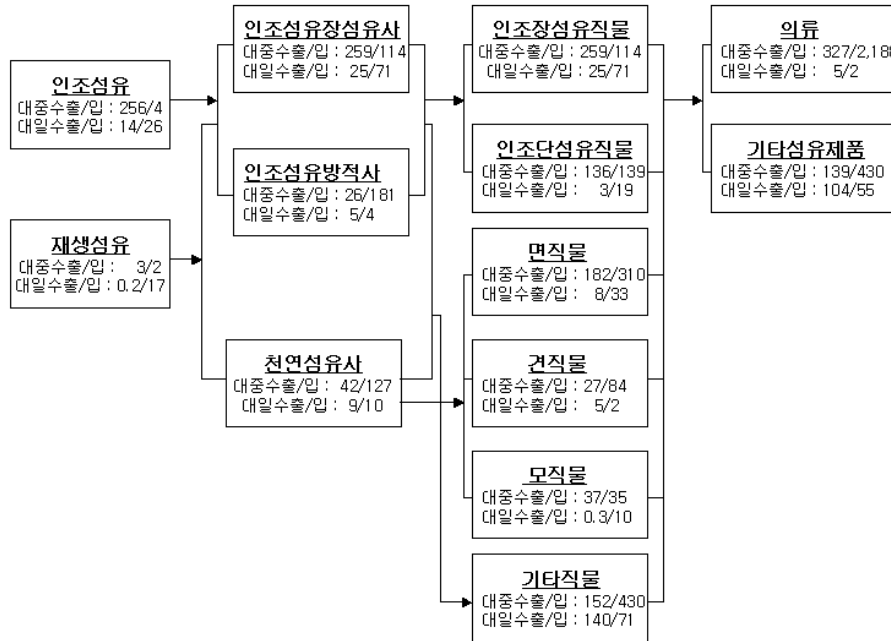 인조섬유
대중수출/입 : 256/4
대일수출/입 : 14/26
재생섬유
대중수출/입 : 3/2
대일수출/입 : 0.2/17
인조섬유장섬유사
대중수출/입 : 259/114
대일수출/입 : 25/71
인조섬유방적사
대중수출/입 : 26/181
대일수출/입 : 5/4
천연섬유사
대중수출/입 : 42/127
대일수출/입 : 9/10
인조장섬유직물
대중수출/입 : 259/114
대일수출/입 : 25/71
인조단섬유직물
대중수출/입 : 136/139
대일수출/입 : 3/19
면직물
대중수출/입 : 182/310
대일수출/입 : 8/33
견직물
대중수출/입 : 27/84
대일수출/입 : 5/2
모직물
대중수출/입 : 37/35
대일수출/입 : 0.3/10
기타직물
대중수출/입 : 152/430
대일수출/입 : 140/71
의류
대중수출/입 : 327/2,188
대일수출/입 : 5/2
기타섬유제품
대중수출/입 : 139/430
대일수출/입 : 104/55